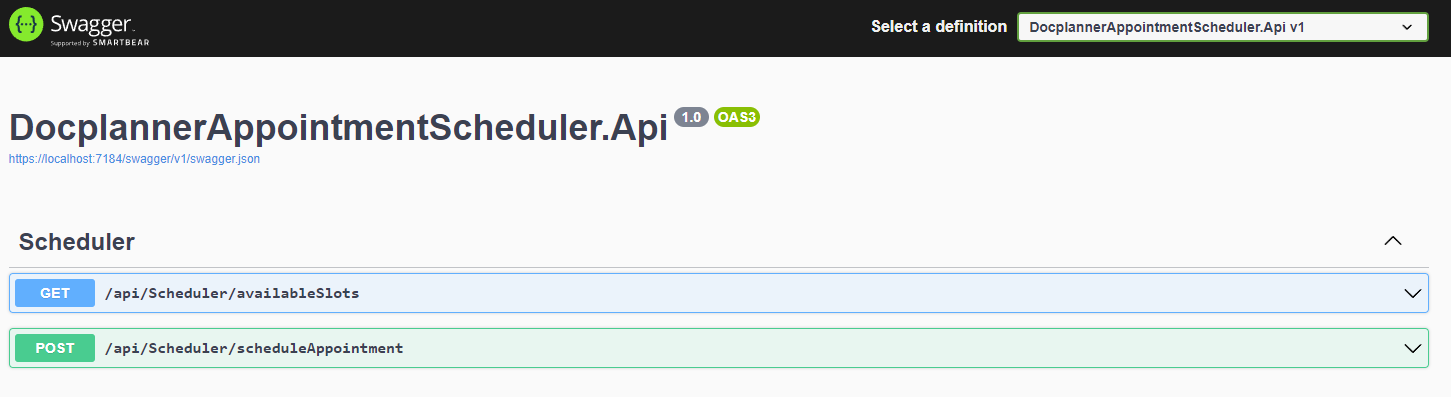 Swagger.
Supported by SMARTBEAR
Select a definition
DocplannerAppointmentScheduler.Api v1
DocplannerAppointmentScheduler.Api 1.0 OAS3
https://localhost:7184/swagger/v1/swagger.json
Scheduler
GET /api/Scheduler/availableSlots
POST /api/Scheduler/scheduleAppointment